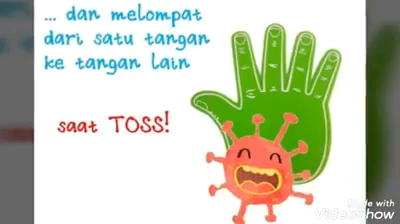 ... dan melompat
dari satu tangan
ke tangan lain
saat TOSS!
Made with
VideoShow